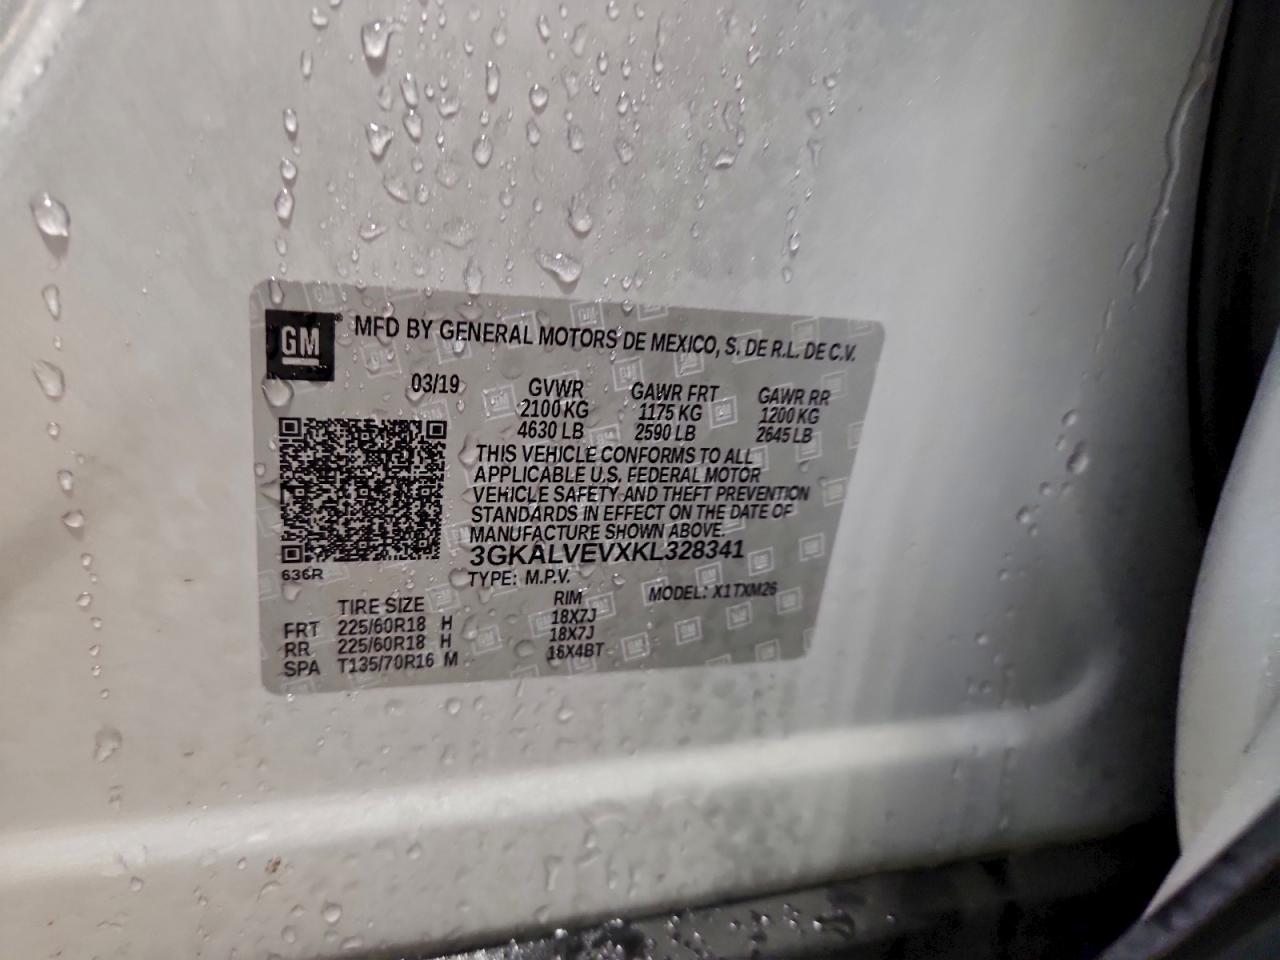 GM
MFD BY GENERAL MOTORS DE MEXICO, S. DE R.L. DE C.V.
03/19 GVWR GAWR FRT GAWR RR
2100 KG 1175 KG 1200 KG
4630 LB 2590 LB 2645 LB
THIS VEHICLE CONFORMS TO ALL
APPLICABLE U.S. FEDERAL MOTOR
VEHICLE SAFETY AND THEFT PREVENTION
STANDARDS IN EFFECT ON THE DATE OF
MANUFACTURE SHOWN ABOVE.
3GKALVEVXKL328341
636R TYPE: M.P.V.
TIRE SIZE RIM MODEL: X1TXM26
FRT 225/60R18 H 18X7J
RR 225/60R18 H 18X7J
SPA T135/70R16 M 16X4BT